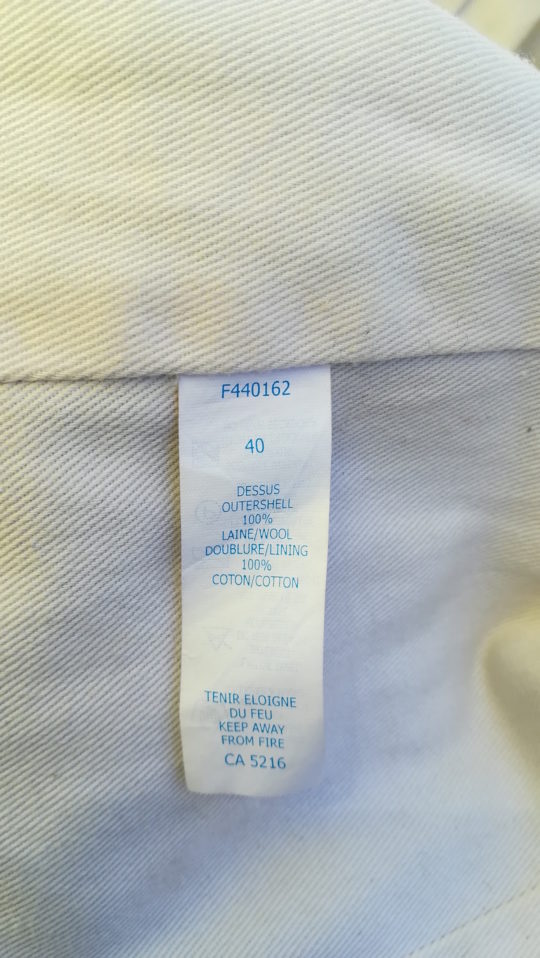 F440162
40
DESSUS
OUTERSHELL
100%
LAINE/WOOL
DOUBLURE/LINING
100%
COTON/COTTON
TENIR ELOIGNE
DU FEU
KEEP AWAY
FROM FIRE
CA 5216